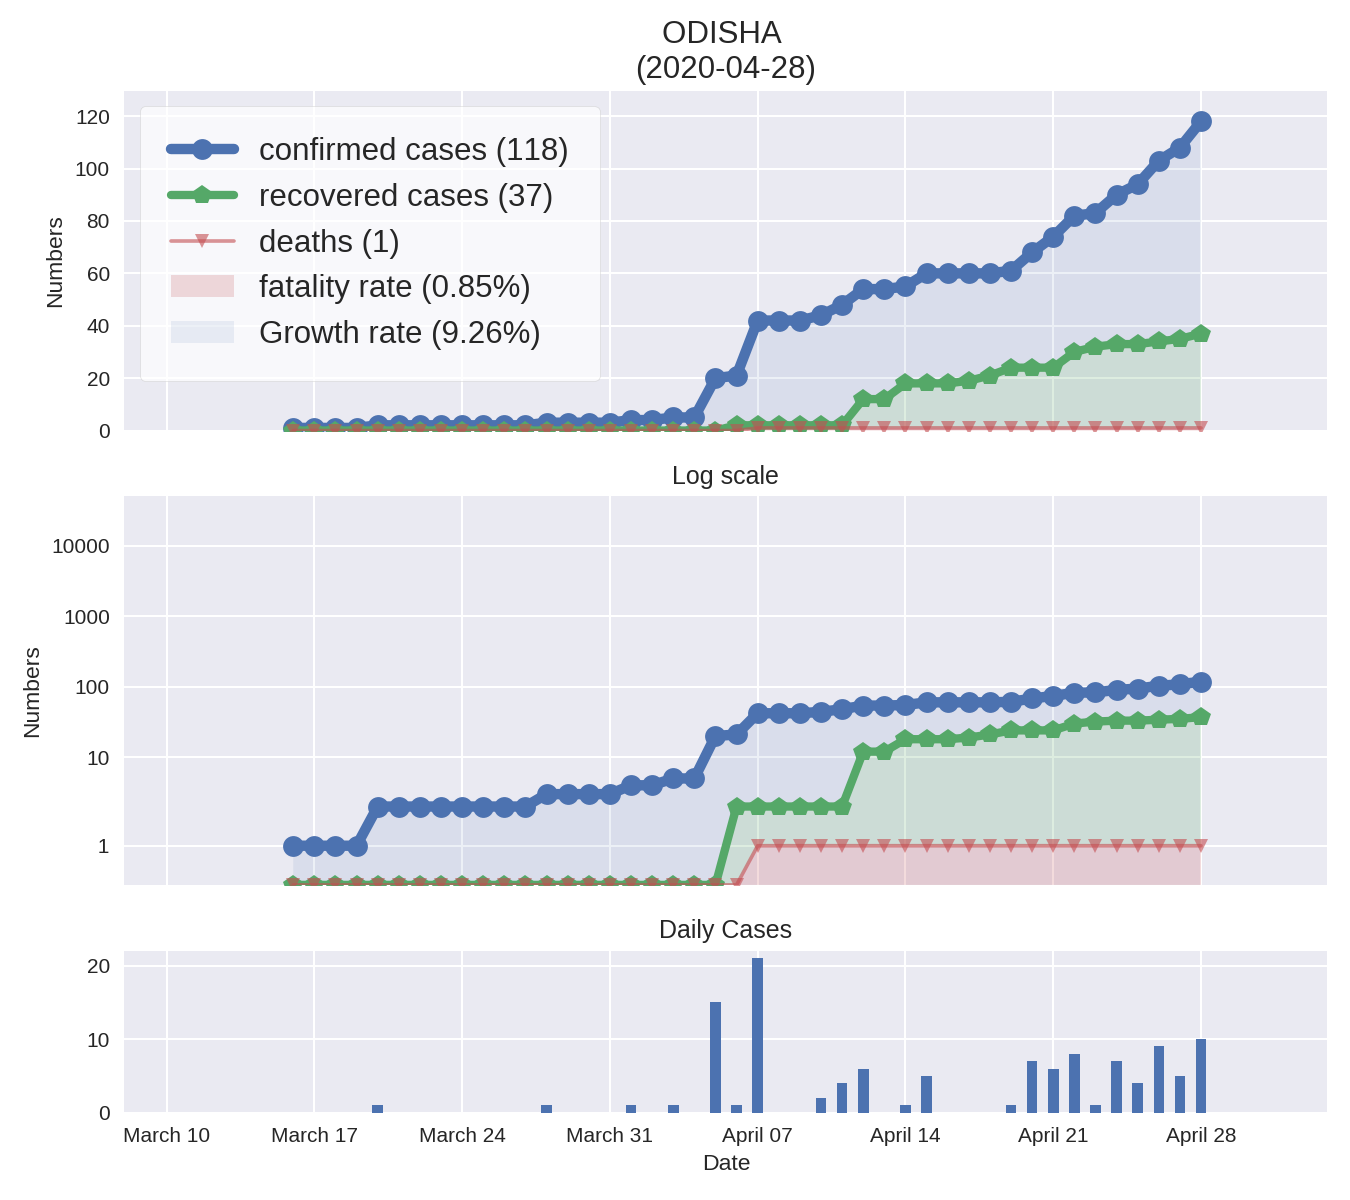 ODISHA
(2020-04-28)
120
100
80
60
40
20
0
Numbers
confirmed cases (118)
recovered cases (37)
deaths (1)
fatality rate (0.85%)
Growth rate (9.26%)
Log scale
10000
1000
100
10
1
Numbers
Daily Cases
20
10
0
March 10 March 17 March 24 March 31 April 07 April 14 April 21 April 28
Date